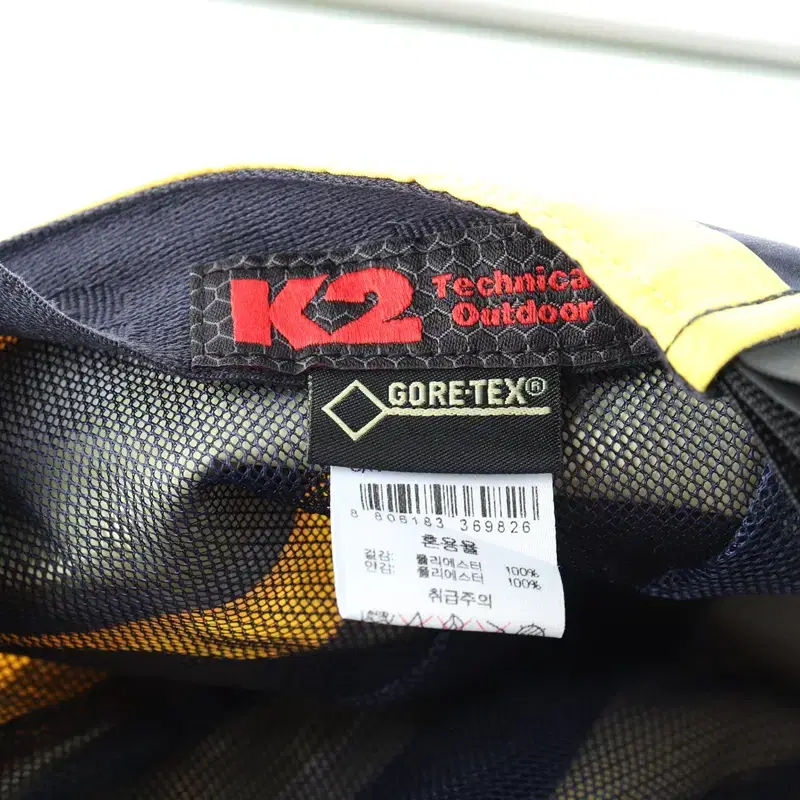 K2 Technical
Outdoor
GORE-TEX®
8 806183 369826
혼용율
겉감: 폴리에스터 100%
안감: 폴리에스터 100%
취급주의